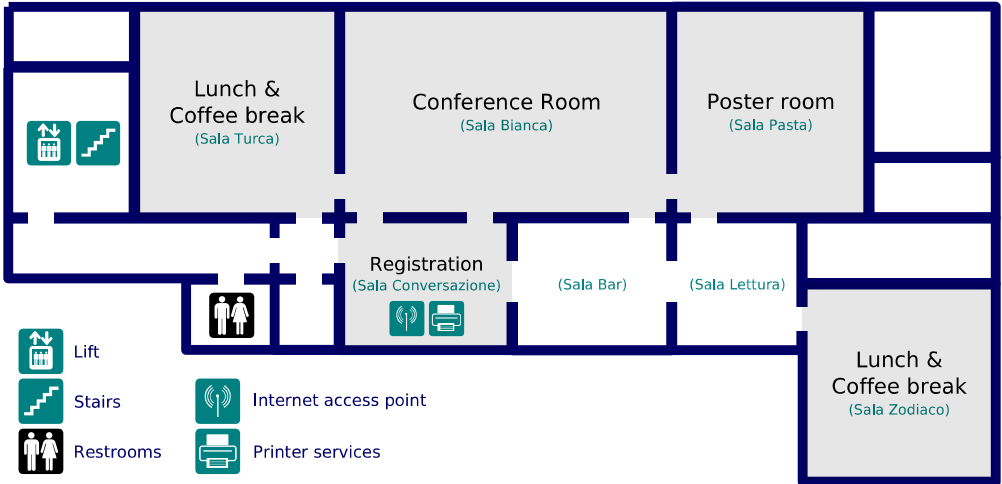 Lunch &
Coffee break
(Sala Turca)
Conference Room
(Sala Bianca)
Poster room
(Sala Pasta)
Registration
(Sala Conversazione)
(Sala Bar)
(Sala Lettura)
Lunch &
Coffee break
(Sala Zodiaco)
Lift
Stairs
Restrooms
Internet access point
Printer services